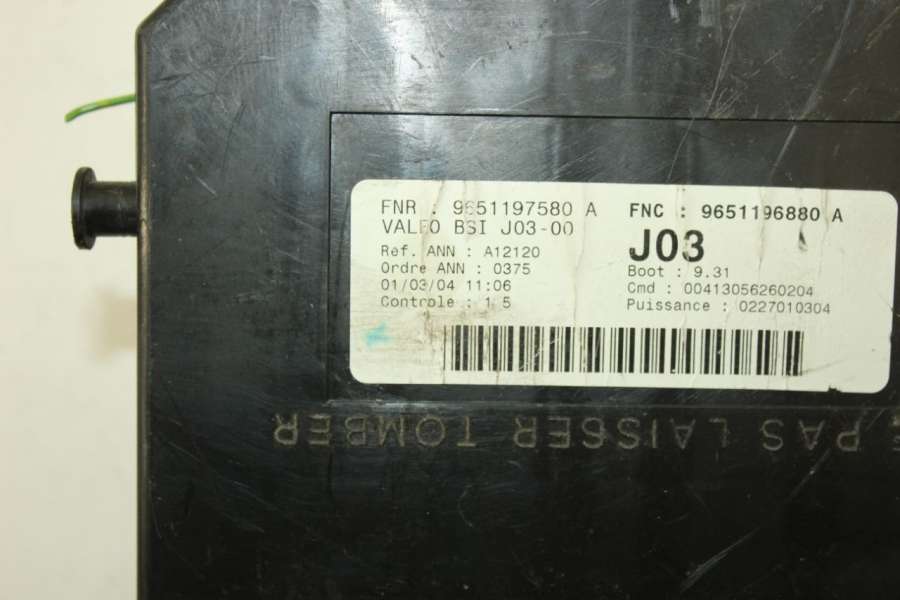 FNR : 9651197580 A
VALEO BSI J03-00
Ref. ANN : A12120
Ordre ANN : 0375
01/03/04 11:06
Controle : 1 5
FNC : 9651196880 A
J03
Boot : 9.31
Cmd : 00413056260204
Puissance : 0227010304
PAS LAISSER TOMBER